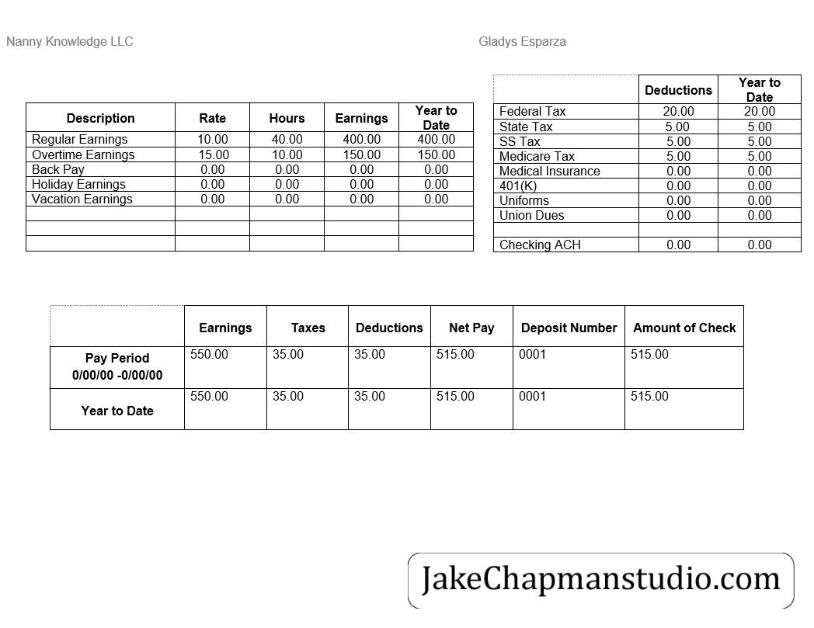 Nanny Knowledge LLC Gladys Esparza
Description Rate Hours Earnings Year to Date
Regular Earnings 10.00 40.00 400.00 400.00
Overtime Earnings 15.00 10.00 150.00 150.00
Back Pay 0.00 0.00 0.00 0.00
Holiday Earnings 0.00 0.00 0.00 0.00
Vacation Earnings 0.00 0.00 0.00 0.00
Deductions Year to Date
Federal Tax 20.00 20.00
State Tax 5.00 5.00
SS Tax 5.00 5.00
Medicare Tax 5.00 5.00
Medical Insurance 0.00 0.00
401(K) 0.00 0.00
Uniforms 0.00 0.00
Union Dues 0.00 0.00
Checking ACH 0.00 0.00
Earnings Taxes Deductions Net Pay Deposit Number Amount of Check
Pay Period 550.00 35.00 35.00 515.00 0001 515.00
0/00/00 -0/00/00
Year to Date 550.00 35.00 35.00 515.00 0001 515.00
JakeChapmanstudio.com